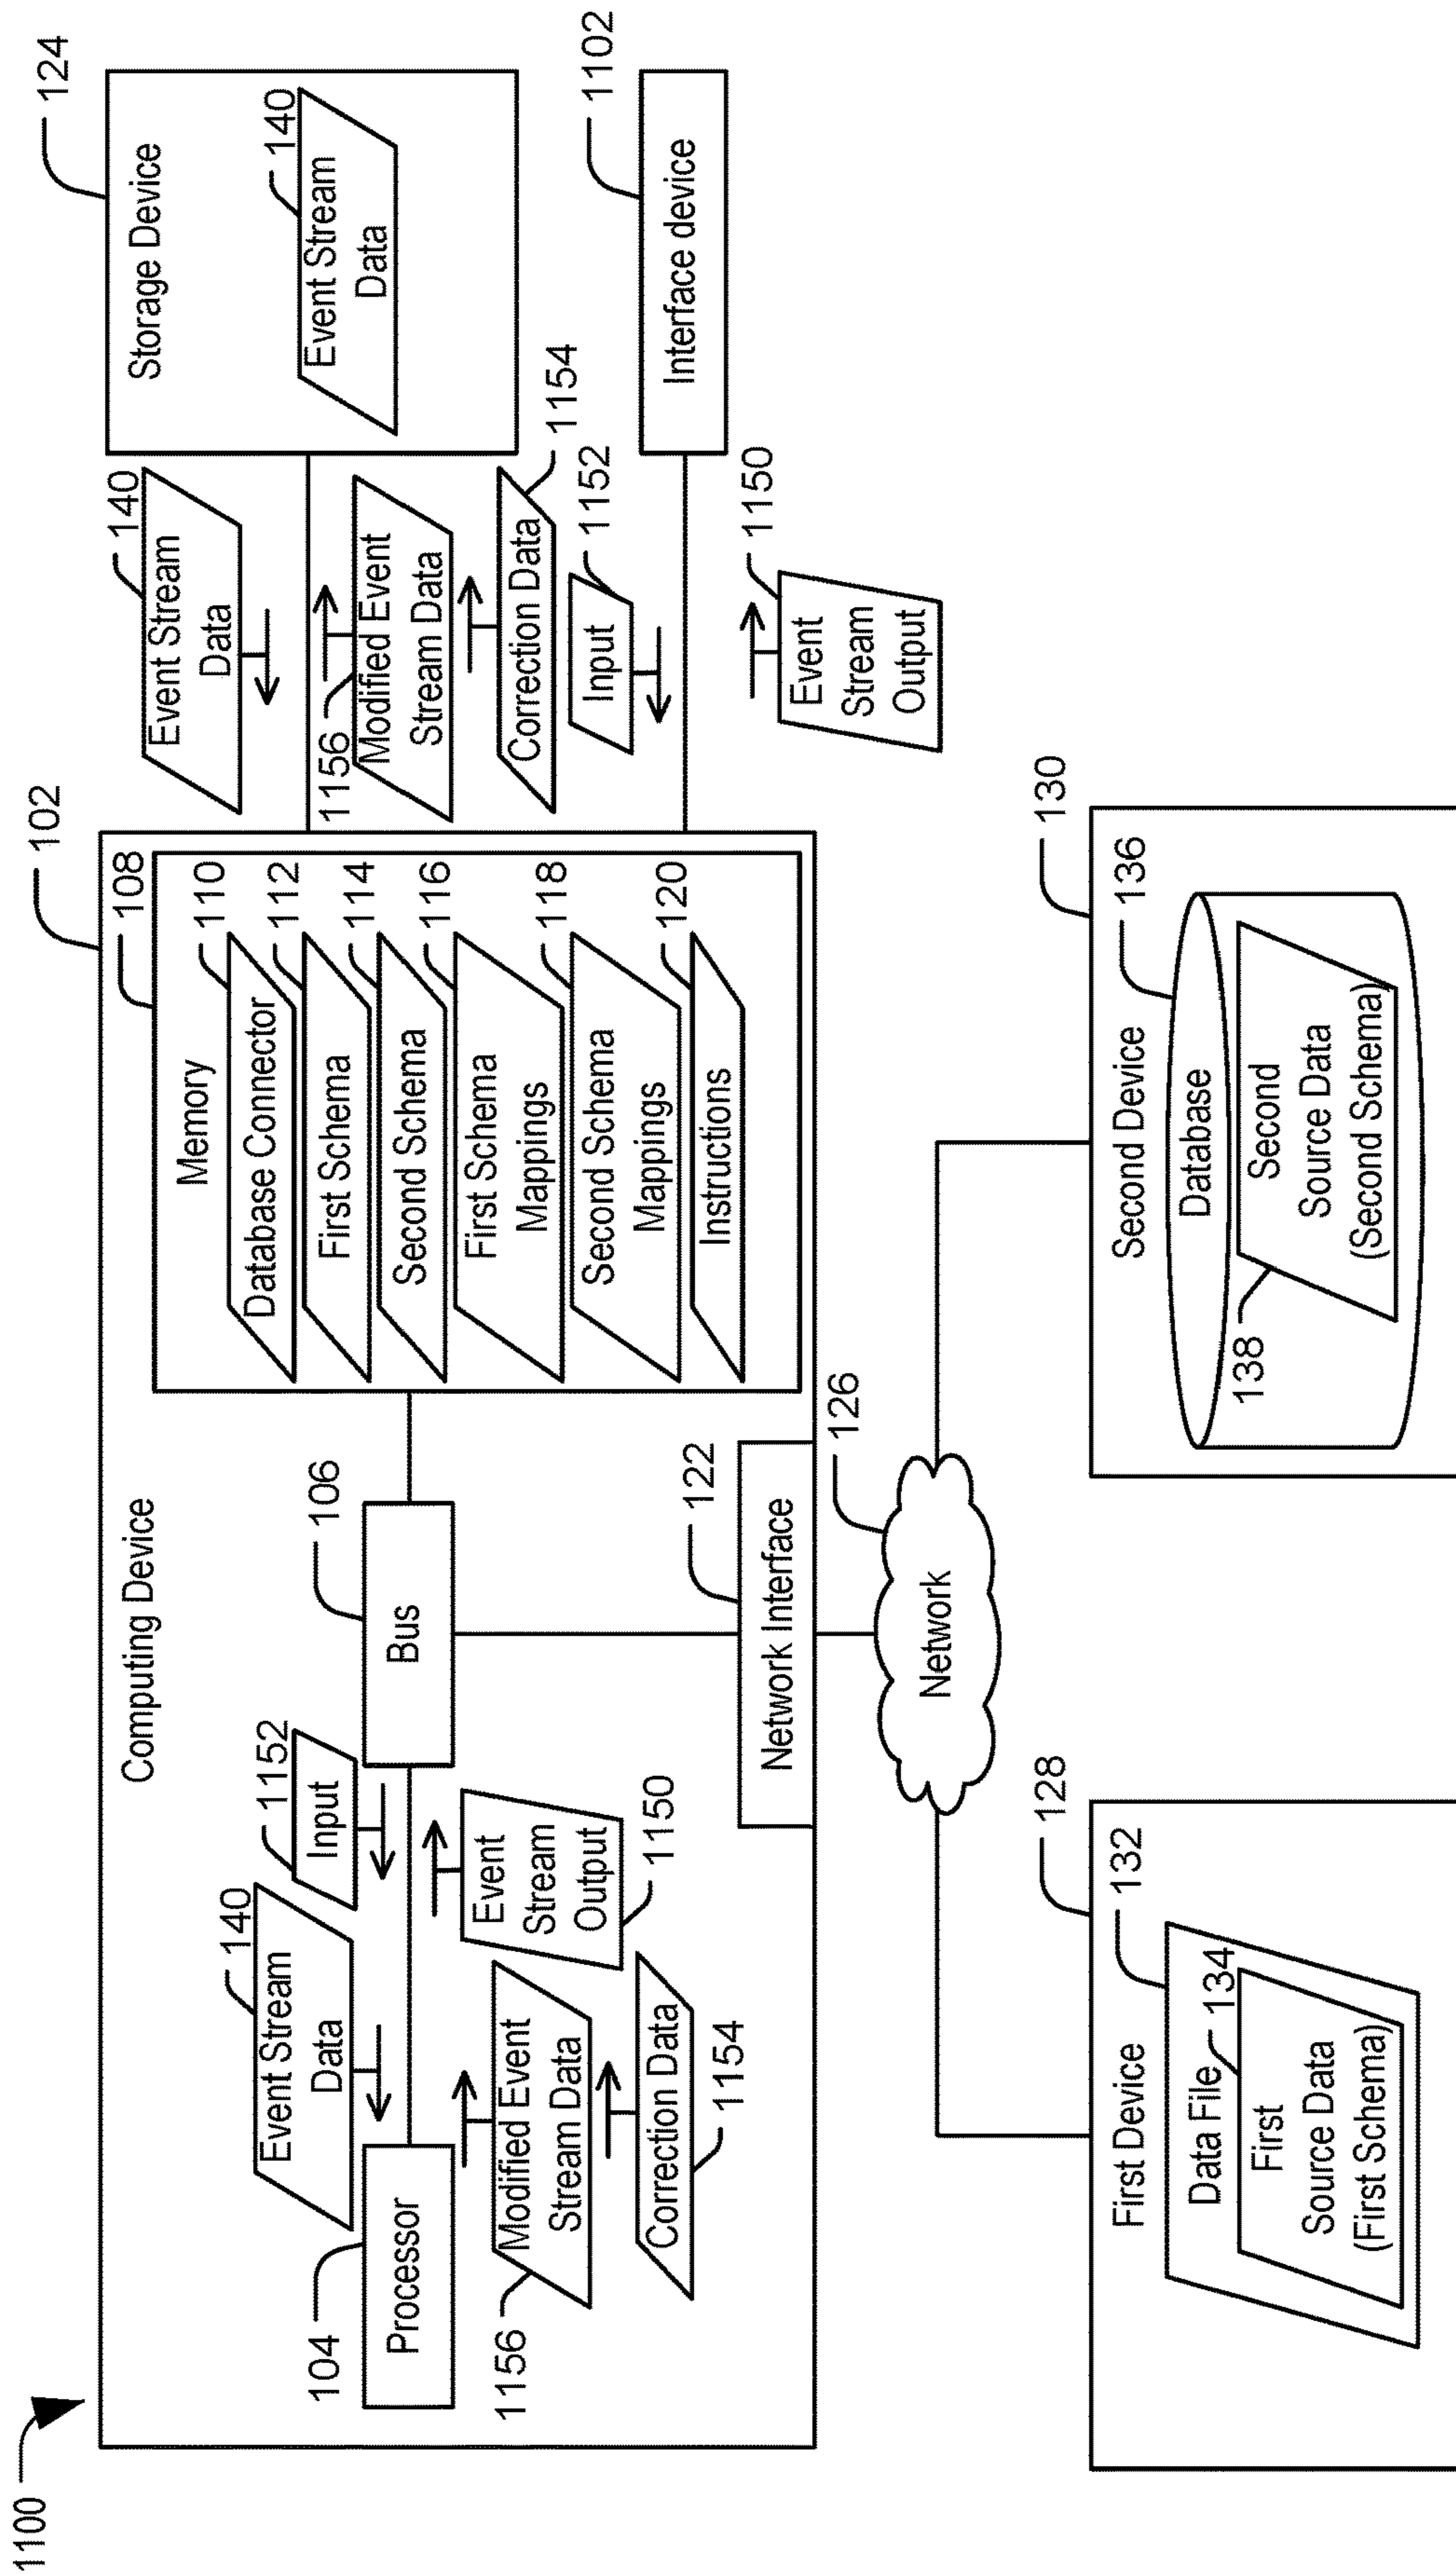 1100
Computing Device
102
104
Processor
140
Event Stream
Data
1152
Input
106
Bus
1156
Modified Event
Stream Data
Event
Stream
Output
1150
Correction Data
1154
108
Memory
110
Database Connector
112
First Schema
114
Second Schema
116
First Schema
Mappings
118
Second Schema
Mappings
120
Instructions
122
Network Interface
140
Event Stream
Data
1156
Modified Event
Stream Data
1154
Correction Data
1152
Input
1150
Event
Stream
Output
124
Storage Device
140
Event Stream
Data
1102
Interface device
126
Network
128
First Device
132
Data File
134
First
Source Data
(First Schema)
130
Second Device
136
Database
138
Second
Source Data
(Second Schema)